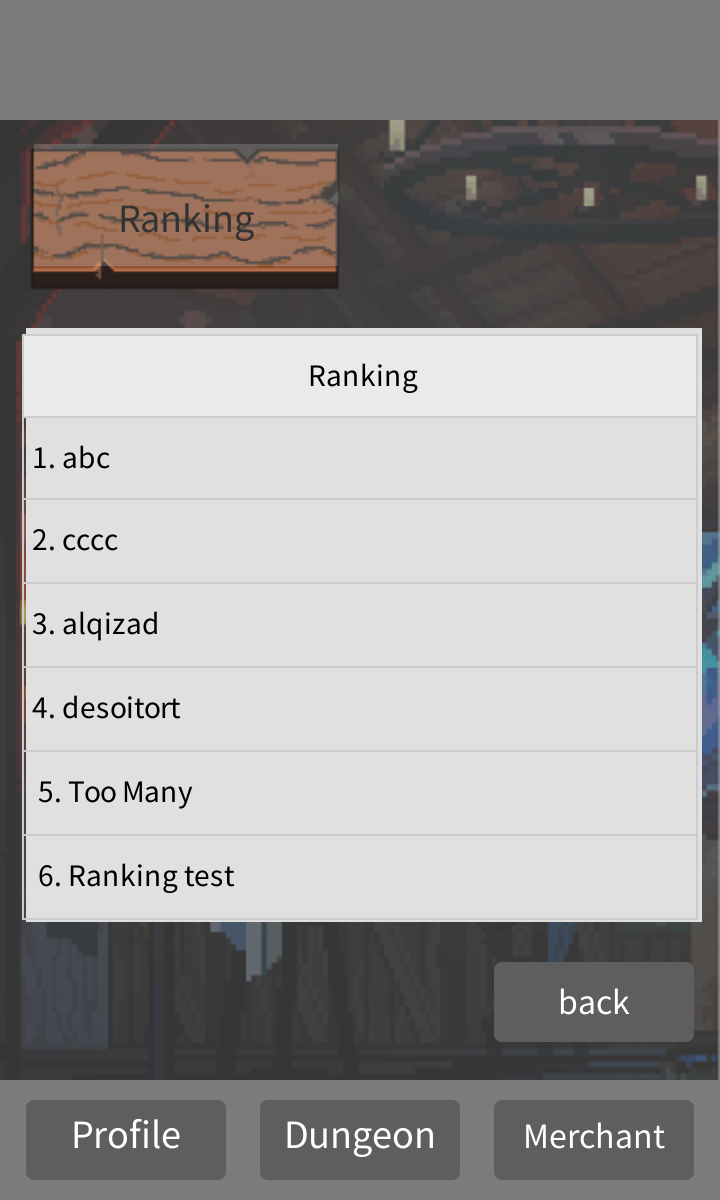 Ranking
Ranking
1. abc
2. cccc
3. alqizad
4. desoitort
5. Too Many
6. Ranking test
back
Profile
Dungeon
Merchant